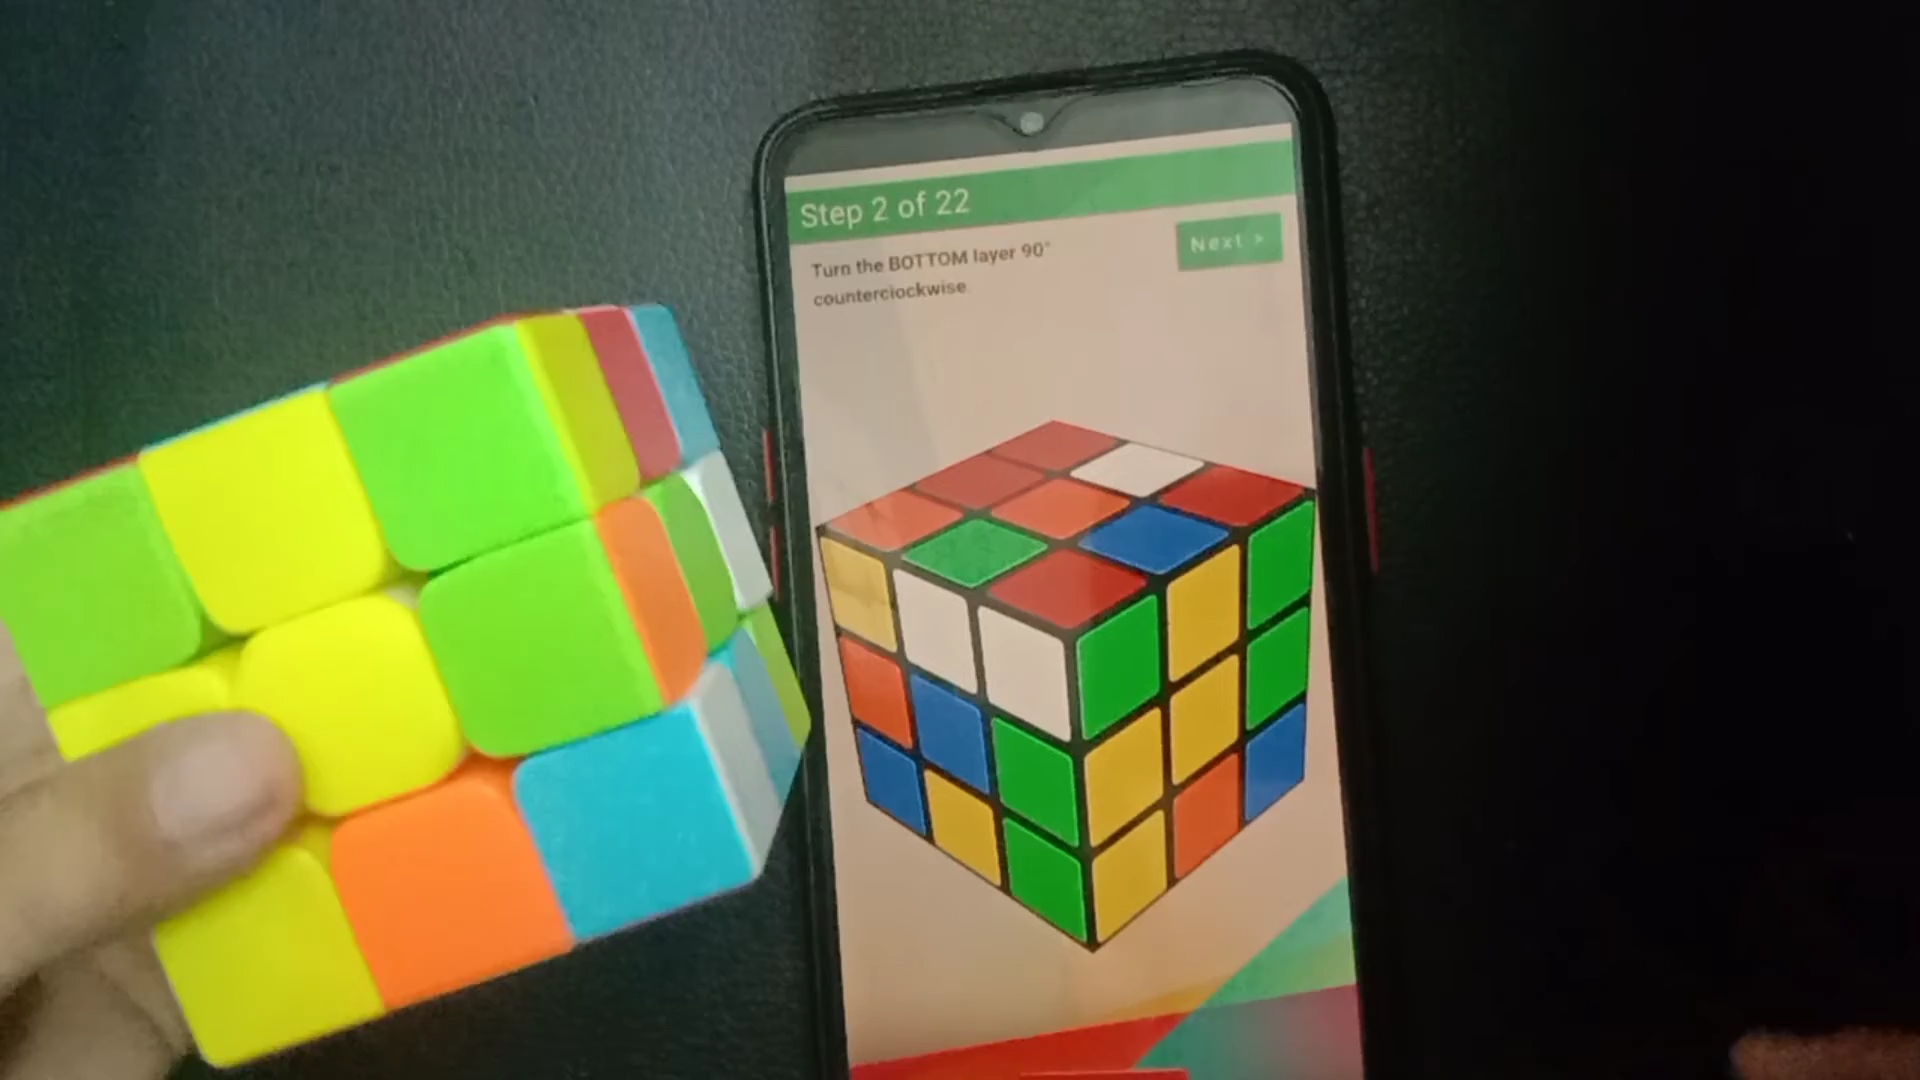 Step 2 of 22
Next >
Turn the BOTTOM layer 90°
counterclockwise.